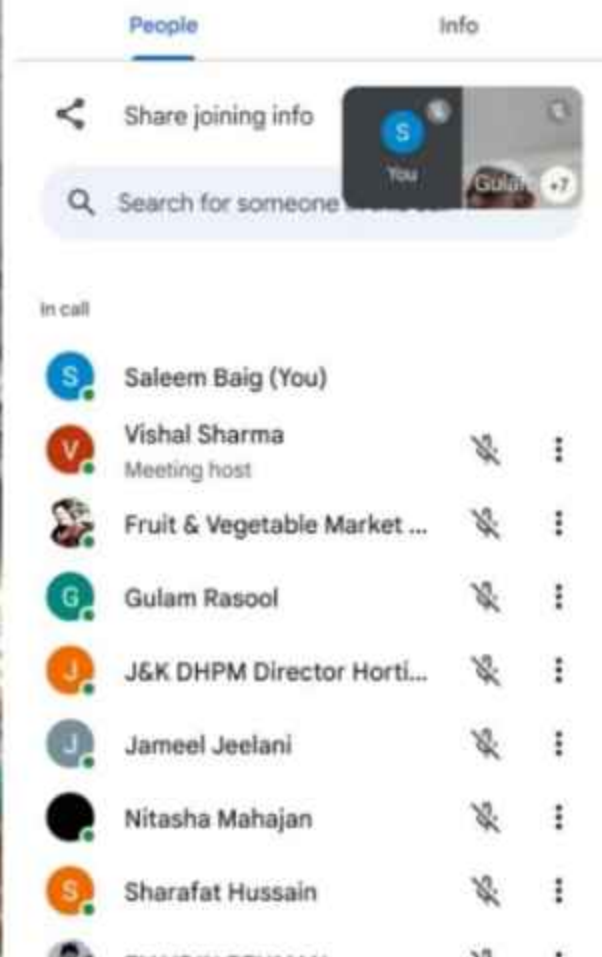 People
Info
Share joining info
S
You
Gula
+7
Search for someone
In call
S
Saleem Baig (You)
V
Vishal Sharma
Meeting host
Fruit & Vegetable Market ...
G
Gulam Rasool
J
J&K DHPM Director Horti...
J
Jameel Jeelani
Nitasha Mahajan
S
Sharafat Hussain